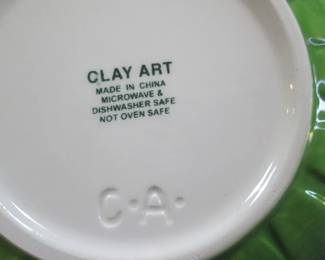 CLAY ART
MADE IN CHINA
MICROWAVE &
DISHWASHER SAFE
NOT OVEN SAFE
C·A·